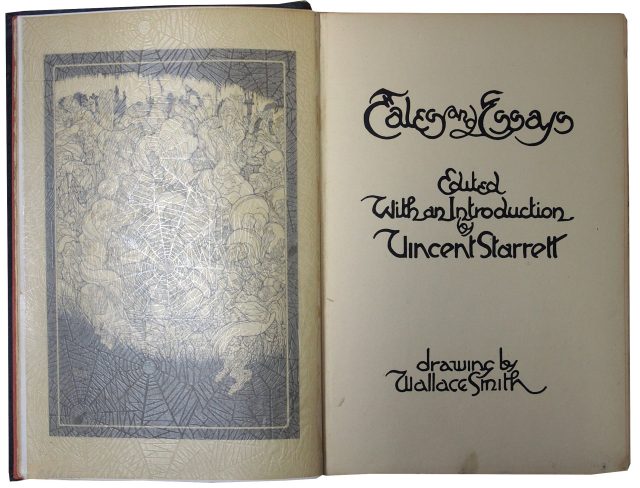 Tales and Essays
Edited
With an Introduction
by
Vincent Starrett
drawing by
Wallace Smith